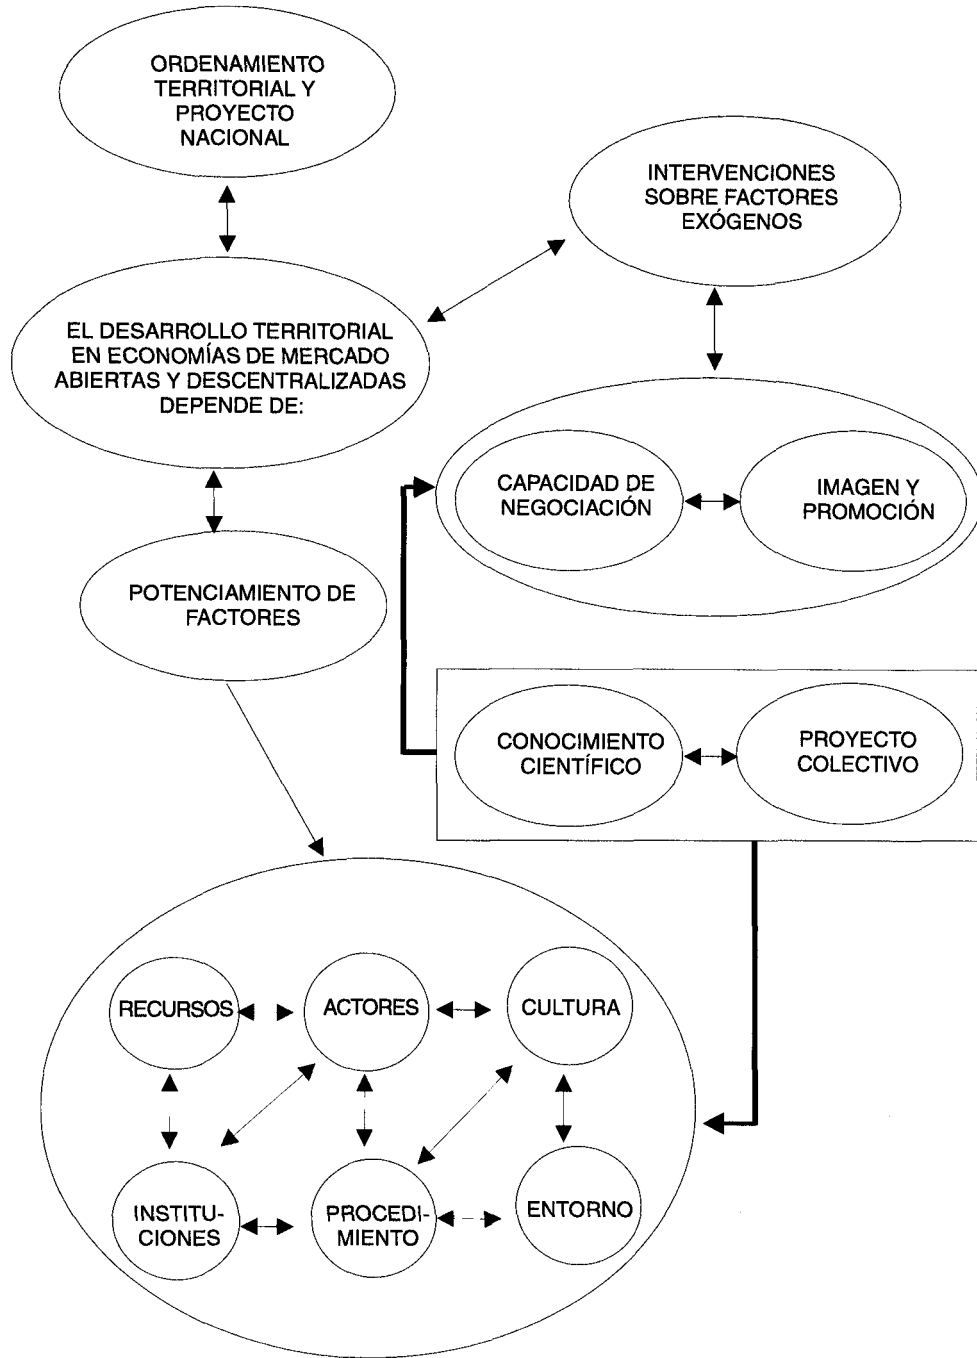 ORDENAMIENTO
TERRITORIAL Y
PROYECTO
NACIONAL
INTERVENCIONES
SOBRE FACTORES
EXÓGENOS
EL DESARROLLO TERRITORIAL
EN ECONOMÍAS DE MERCADO
ABIERTAS Y DESCENTRALIZADAS
DEPENDE DE:
CAPACIDAD DE
NEGOCIACIÓN
IMAGEN Y
PROMOCIÓN
POTENCIAMIENTO DE
FACTORES
CONOCIMIENTO
CIENTÍFICO
PROYECTO
COLECTIVO
RECURSOS
ACTORES
CULTURA
INSTITU-
CIONES
PROCEDI-
MIENTO
ENTORNO